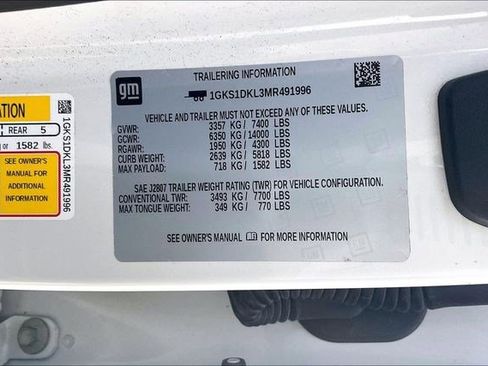 gm
TRAILERING INFORMATION
1GKS1DKL3MR491996
VEHICLE AND TRAILER MUST NOT EXCEED ANY OF THESE VALUES.
GVWR: 3357 KG / 7400 LBS
GCWR: 6350 KG / 14000 LBS
RGAWR: 1950 KG / 4300 LBS
CURB WEIGHT: 2639 KG / 5818 LBS
MAX PAYLOAD: 718 KG / 1582 LBS
SAE J2807 TRAILER WEIGHT RATING (TWR) FOR VEHICLE CONFIGURATION.
CONVENTIONAL TWR: 3493 KG / 7700 LBS
MAX TONGUE WEIGHT: 349 KG / 770 LBS
SEE OWNER'S MANUAL FOR MORE INFORMATION
REAR 5
or 1582 lbs.
SEE OWNER'S
MANUAL FOR
ADDITIONAL
INFORMATION
1GKS1DKL3MR491996